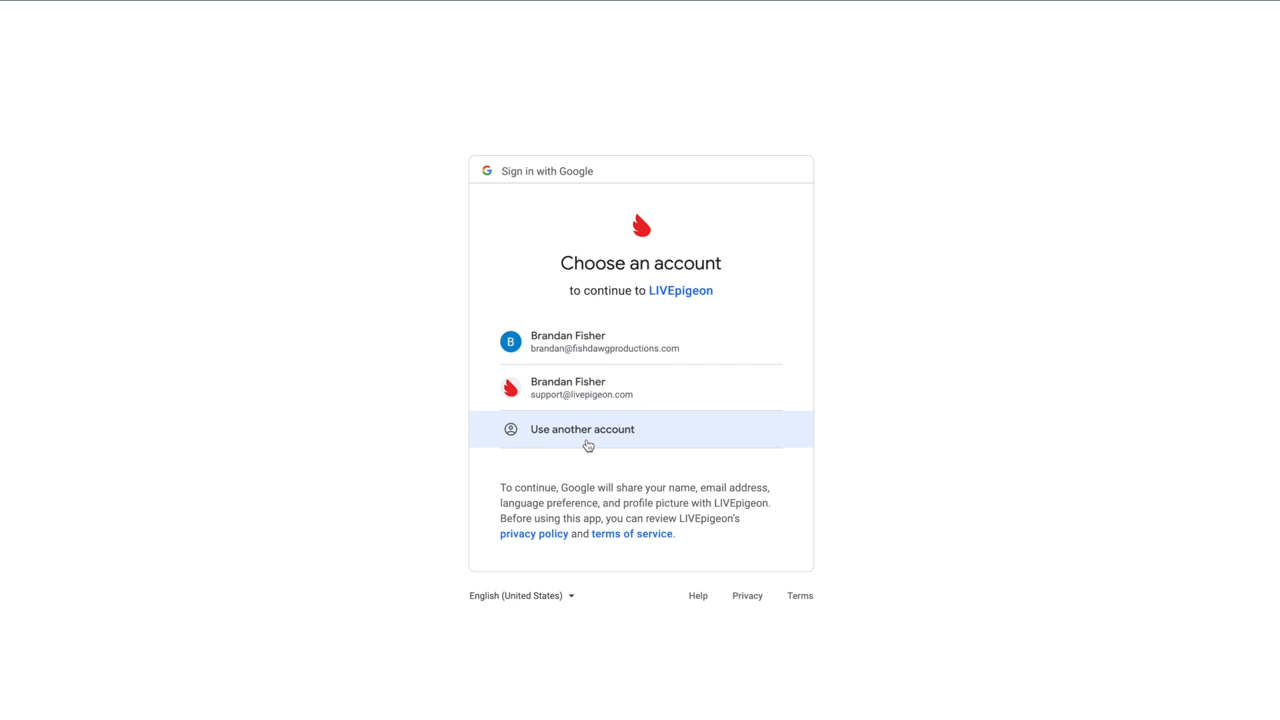 Sign in with Google
Choose an account
to continue to LIVEpigeon
B
Brandan Fisher
brandan@fishdawgproductions.com
Brandan Fisher
support@livepigeon.com
Use another account
To continue, Google will share your name, email address,
language preference, and profile picture with LIVEpigeon.
Before using this app, you can review LIVEpigeon's
privacy policy and terms of service.
English (United States)
Help
Privacy
Terms